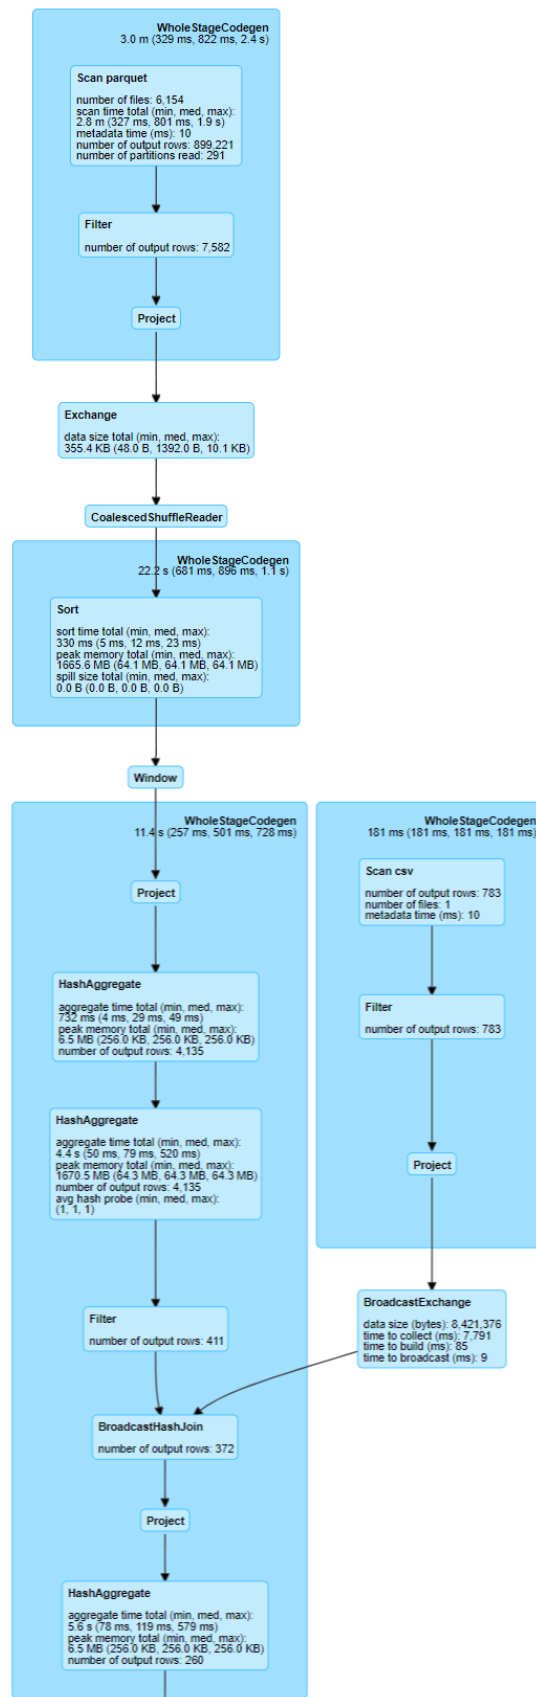 WholeStageCodegen
3.0 m (329 ms, 822 ms, 2.4 s)
Scan parquet
number of files: 6,154
scan time total (min, med, max):
2.8 m (327 ms, 801 ms, 1.9 s)
metadata time (ms): 10
number of output rows: 899,221
number of partitions read: 291
Filter
number of output rows: 7,582
Project
Exchange
data size total (min, med, max):
355.4 KB (48.0 B, 1392.0 B, 10.1 KB)
CoalescedShuffleReader
WholeStageCodegen
22.2 s (681 ms, 896 ms, 1.1 s)
Sort
sort time total (min, med, max):
330 ms (5 ms, 12 ms, 23 ms)
peak memory total (min, med, max):
1665.6 MB (64.1 MB, 64.1 MB, 64.1 MB)
spill size total (min, med, max):
0.0 B (0.0 B, 0.0 B, 0.0 B)
Window
WholeStageCodegen
11.4 s (257 ms, 501 ms, 728 ms)
Project
HashAggregate
aggregate time total (min, med, max):
732 ms (4 ms, 29 ms, 49 ms)
peak memory total (min, med, max):
6.5 MB (256.0 KB, 256.0 KB, 256.0 KB)
number of output rows: 4,135
HashAggregate
aggregate time total (min, med, max):
4.4 s (50 ms, 79 ms, 520 ms)
peak memory total (min, med, max):
1670.5 MB (64.3 MB, 64.3 MB, 64.3 MB)
number of output rows: 4,135
avg hash probe (min, med, max):
(1, 1, 1)
Filter
number of output rows: 411
WholeStageCodegen
181 ms (181 ms, 181 ms, 181 ms)
Scan csv
number of output rows: 783
number of files: 1
metadata time (ms): 10
Filter
number of output rows: 783
Project
BroadcastExchange
data size (bytes): 8,421,376
time to collect (ms): 7,791
time to build (ms): 85
time to broadcast (ms): 9
BroadcastHashJoin
number of output rows: 372
Project
HashAggregate
aggregate time total (min, med, max):
5.6 s (78 ms, 119 ms, 579 ms)
peak memory total (min, med, max):
6.5 MB (256.0 KB, 256.0 KB, 256.0 KB)
number of output rows: 260